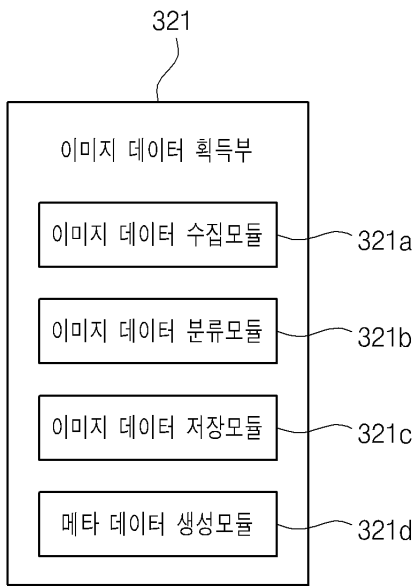 321
이미지 데이터 획득부
이미지 데이터 수집모듈
321a
이미지 데이터 분류모듈
321b
이미지 데이터 저장모듈
321c
메타 데이터 생성모듈
321d